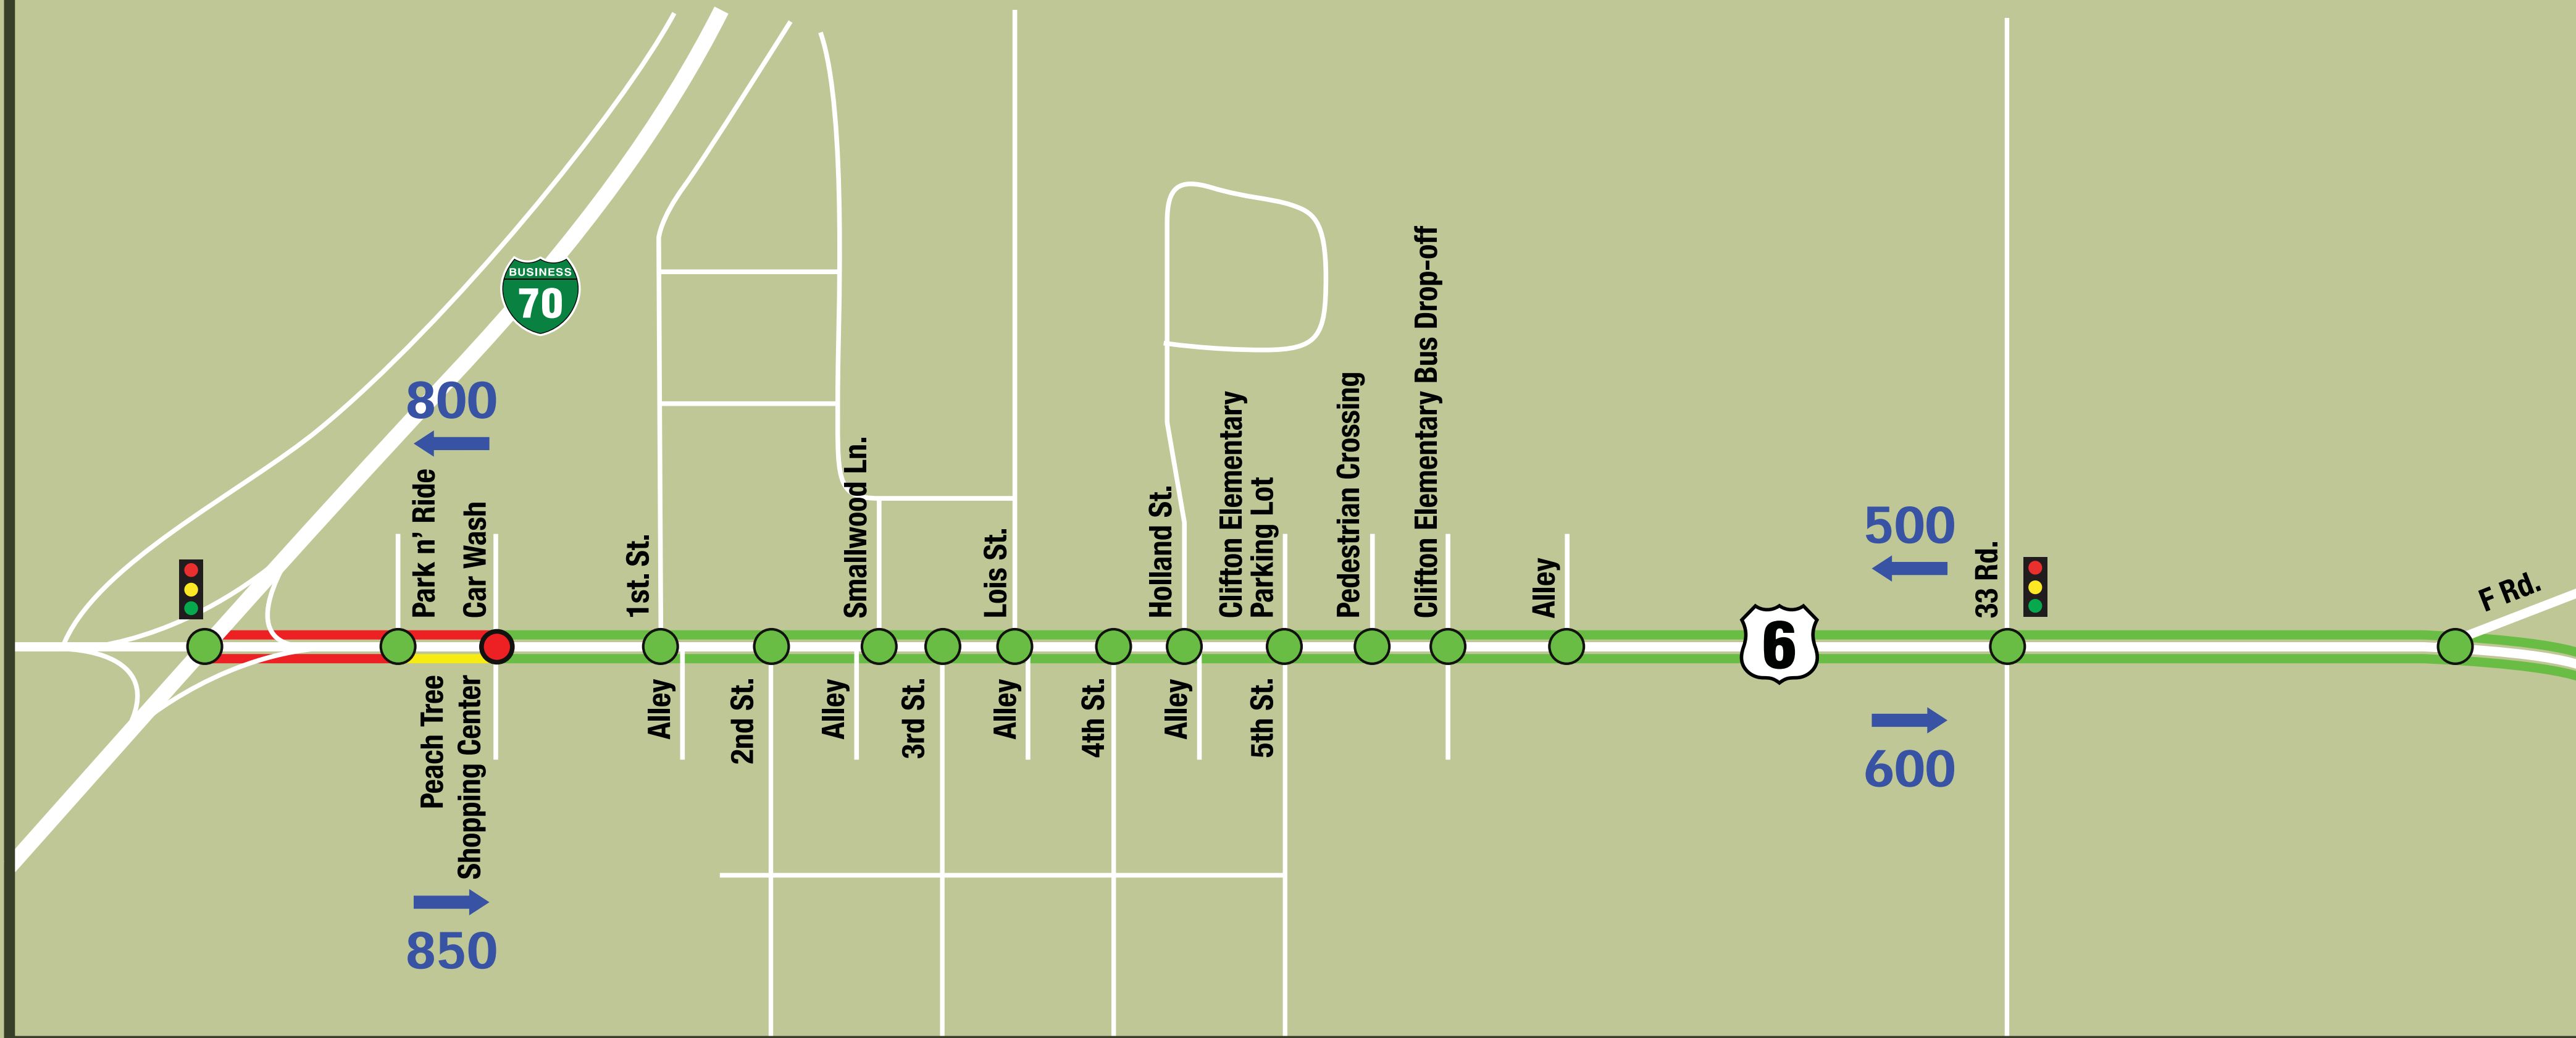 BUSINESS
70
800
Park n’ Ride
Car Wash
1st. St.
Smallwood Ln.
Lois St.
Holland St.
Clifton Elementary
Parking Lot
Pedestrian Crossing
Clifton Elementary Bus Drop-off
Alley
500
33 Rd.
F Rd.
6
Peach Tree
Shopping Center
Alley
2nd St.
Alley
3rd St.
Alley
4th St.
Alley
5th St.
600
850